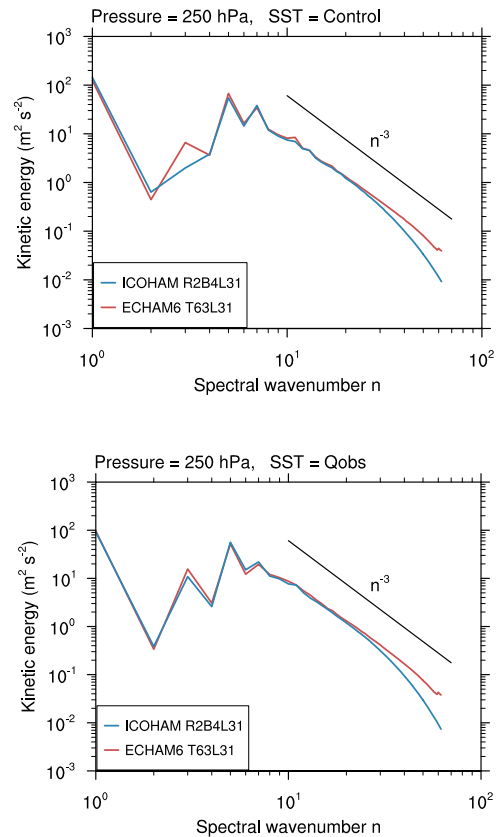 Pressure = 250 hPa, SST = Control
10³
10²
10¹
10⁰
10⁻¹
10⁻²
10⁻³
Kinetic energy (m² s⁻²)
n⁻³
ICOHAM R2B4L31
ECHAM6 T63L31
10⁰ 10¹ 10²
Spectral wavenumber n
Pressure = 250 hPa, SST = Qobs
10³
10²
10¹
10⁰
10⁻¹
10⁻²
10⁻³
Kinetic energy (m² s⁻²)
n⁻³
ICOHAM R2B4L31
ECHAM6 T63L31
10⁰ 10¹ 10²
Spectral wavenumber n